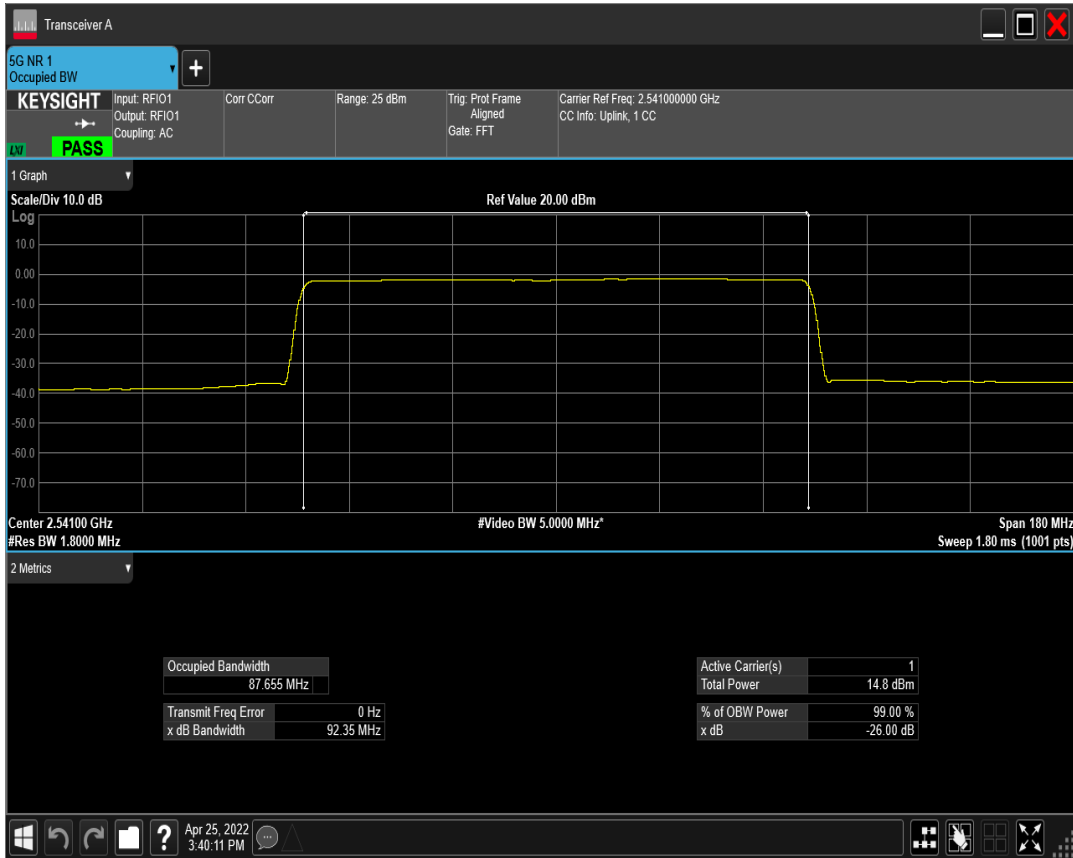 Transceiver A
5G NR 1
Occupied BW
KEYSIGHT
LXI
PASS
Input: RFIO1
Output: RFIO1
Coupling: AC
Corr CCorr
Range: 25 dBm
Trig: Prot Frame
Aligned
Gate: FFT
Carrier Ref Freq: 2.541000000 GHz
CC Info: Uplink, 1 CC
1 Graph
Scale/Div 10.0 dB
Ref Value 20.00 dBm
Log
10.0
0.00
-10.0
-20.0
-30.0
-40.0
-50.0
-60.0
-70.0
Center 2.54100 GHz
#Video BW 5.0000 MHz*
Span 180 MHz
#Res BW 1.8000 MHz
Sweep 1.80 ms (1001 pts)
2 Metrics
Occupied Bandwidth
87.655 MHz
Transmit Freq Error 0 Hz
x dB Bandwidth 92.35 MHz
Active Carrier(s) 1
Total Power 14.8 dBm
% of OBW Power 99.00 %
x dB -26.00 dB
Apr 25, 2022
3:40:11 PM